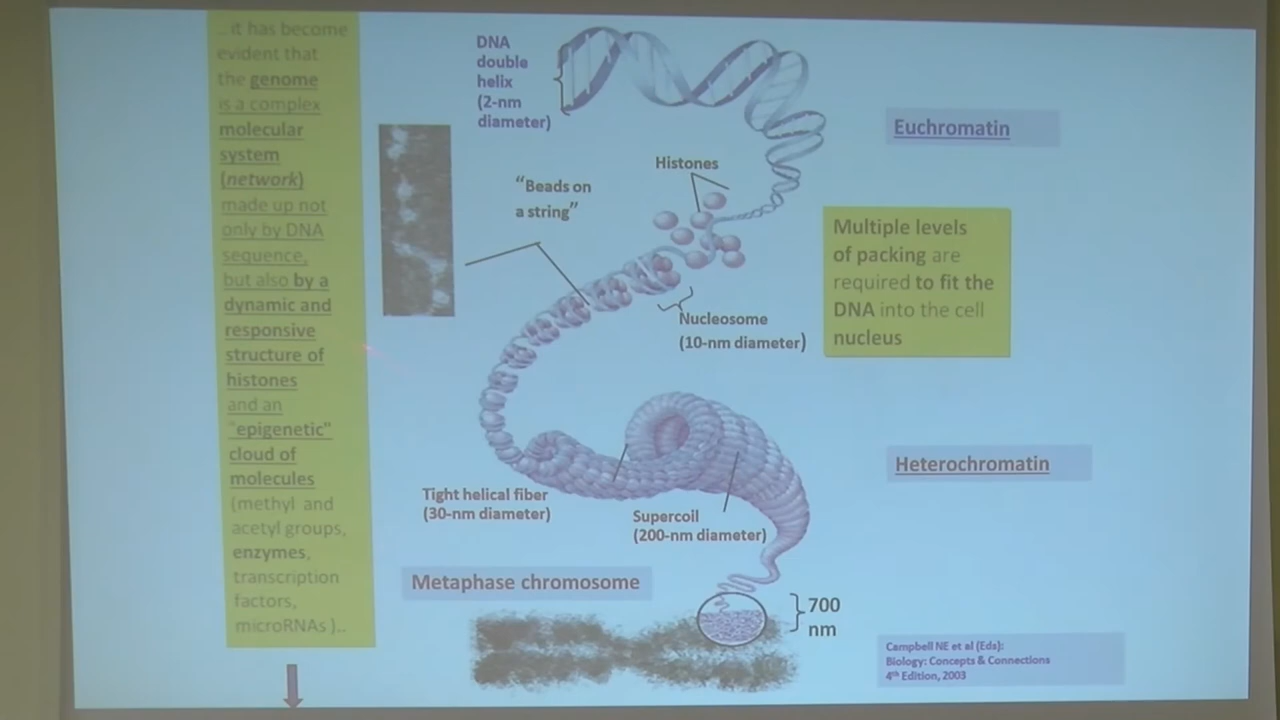 ...it has become
evident that
the genome
is a complex
molecular
system
(network)
made up not
only by DNA
sequence,
but also by a
dynamic and
responsive
structure of
histones
and an
"epigenetic"
cloud of
molecules
(methyl and
acetyl groups,
enzymes,
transcription
factors,
microRNAs )..
DNA
double
helix
(2-nm
diameter)
Histones
"Beads on
a string"
Nucleosome
(10-nm diameter)
Tight helical fiber
(30-nm diameter)
Supercoil
(200-nm diameter)
Metaphase chromosome
700
nm
Euchromatin
Multiple levels
of packing are
required to fit the
DNA into the cell
nucleus
Heterochromatin
Campbell NE et al (Eds):
Biology: Concepts & Connections
4th Edition, 2003